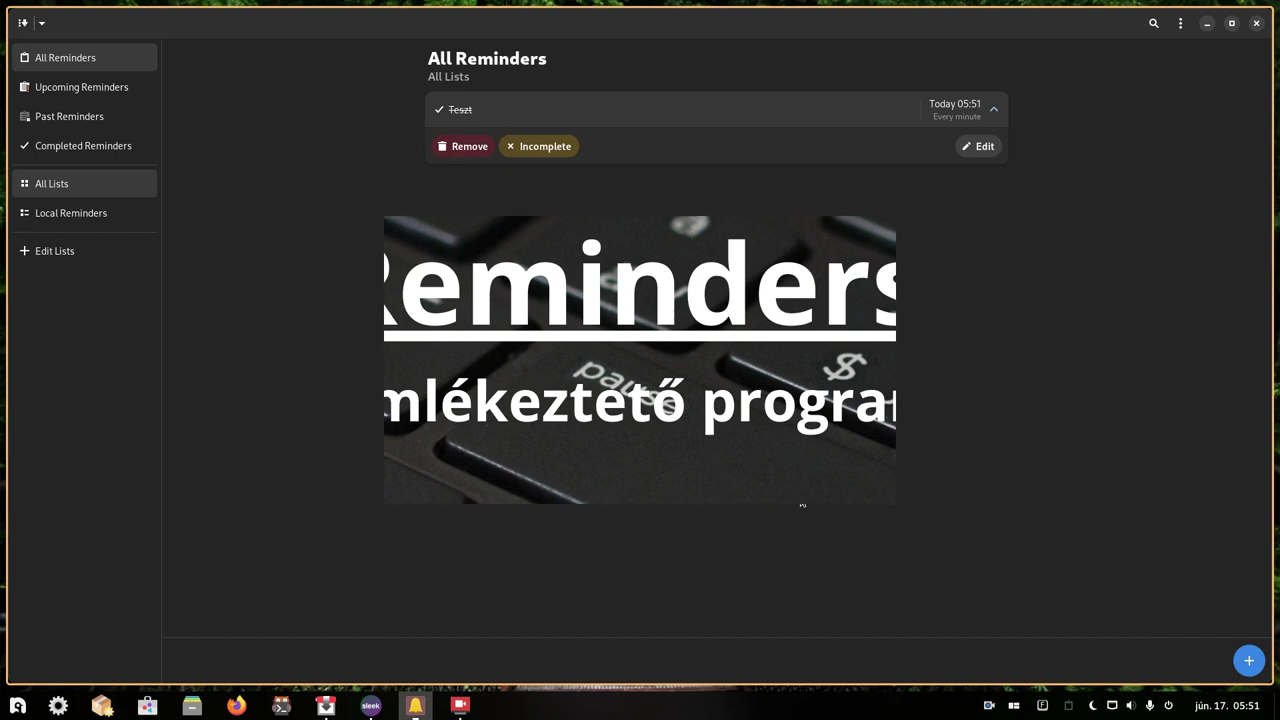 All Reminders
Upcoming Reminders
Past Reminders
Completed Reminders
All Lists
Local Reminders
Edit Lists
All Reminders
All Lists
Teszt
Today 05:51
Every minute
Remove
Incomplete
Edit
Reminders
mlékeztető progra
a
pause
$
sleek
F
jún. 17. 05:51